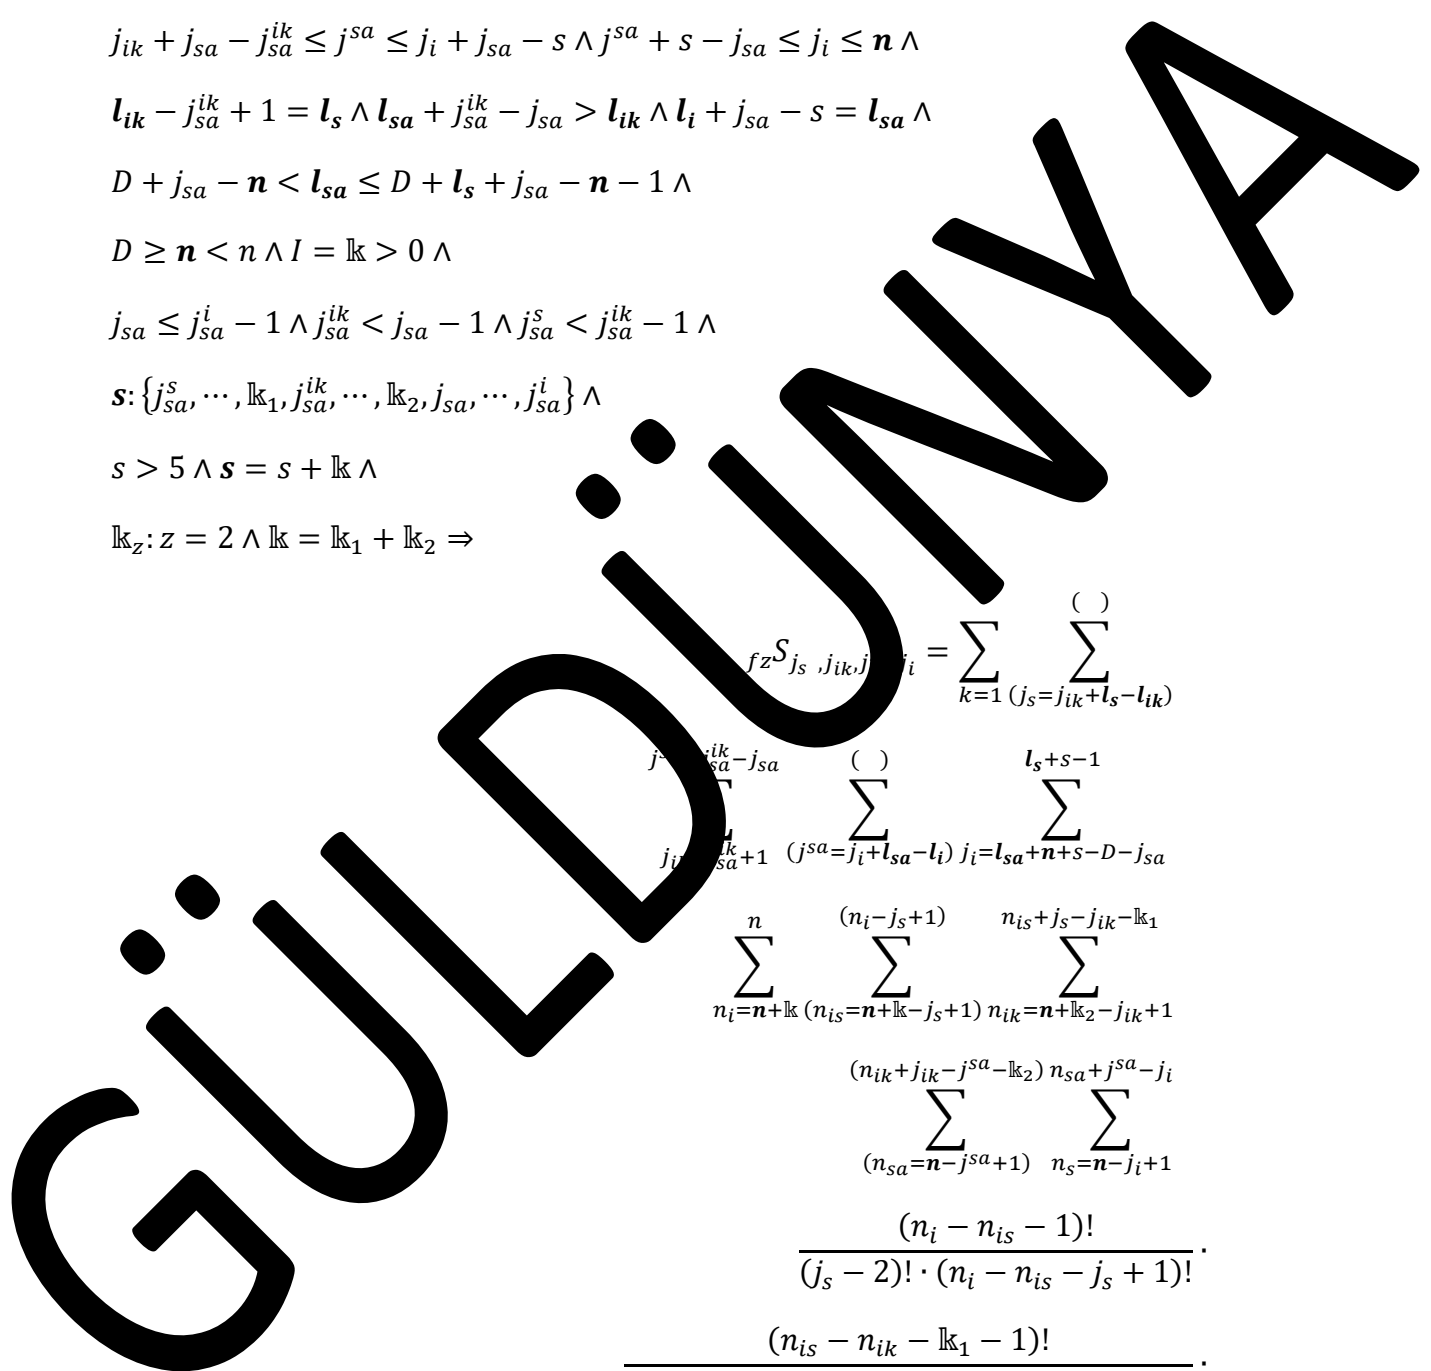 j_{ik} + j_{sa} − j_{sa}^{ik} ≤ j^{sa} ≤ j_i + j_{sa} − s ∧ j^{sa} + s − j_{sa} ≤ j_i ≤ n ∧
l_{ik} − j_{sa}^{ik} + 1 = l_s ∧ l_{sa} + j_{sa}^{ik} − j_{sa} > l_{ik} ∧ l_i + j_{sa} − s = l_{sa} ∧
D + j_{sa} − n < l_{sa} ≤ D + l_s + j_{sa} − n − 1 ∧
D ≥ n < n ∧ I = 𝕜 > 0 ∧
j_{sa} ≤ j_{sa}^{i} − 1 ∧ j_{sa}^{ik} < j_{sa} − 1 ∧ j_{sa}^{s} < j_{sa}^{ik} − 1 ∧
s: {j_{sa}^{s}, ⋯, 𝕜_1, j_{sa}^{ik}, ⋯, 𝕜_2, j_{sa}, ⋯, j_{sa}^{i}} ∧
s > 5 ∧ s = s + 𝕜 ∧
𝕜_z: z = 2 ∧ 𝕜 = 𝕜_1 + 𝕜_2 ⇒
GÜLDÜNYA
( )
_{fz}S_{j_s ,j_{ik},j i} = ∑ ∑
k=1 (j_s=j_{ik}+l_s−l_{ik})
−j_{sa} ( ) l_s+s−1
∑ ∑ ∑
+1 (j^{sa}=j_i+l_{sa}−l_i) j_i=l_{sa}+n+s−D−j_{sa}
n (n_i−j_s+1) n_{is}+j_s−j_{ik}−𝕜_1
∑ ∑ ∑
n_i=n+𝕜 (n_{is}=n+𝕜−j_s+1) n_{ik}=n+𝕜_2−j_{ik}+1
(n_{ik}+j_{ik}−j^{sa}−𝕜_2) n_{sa}+j^{sa}−j_i
∑ ∑
(n_{sa}=n−j^{sa}+1) n_s=n−j_i+1
(n_i − n_{is} − 1)!
(j_s − 2)! · (n_i − n_{is} − j_s + 1)! ·
(n_{is} − n_{ik} − 𝕜_1 − 1)! ·